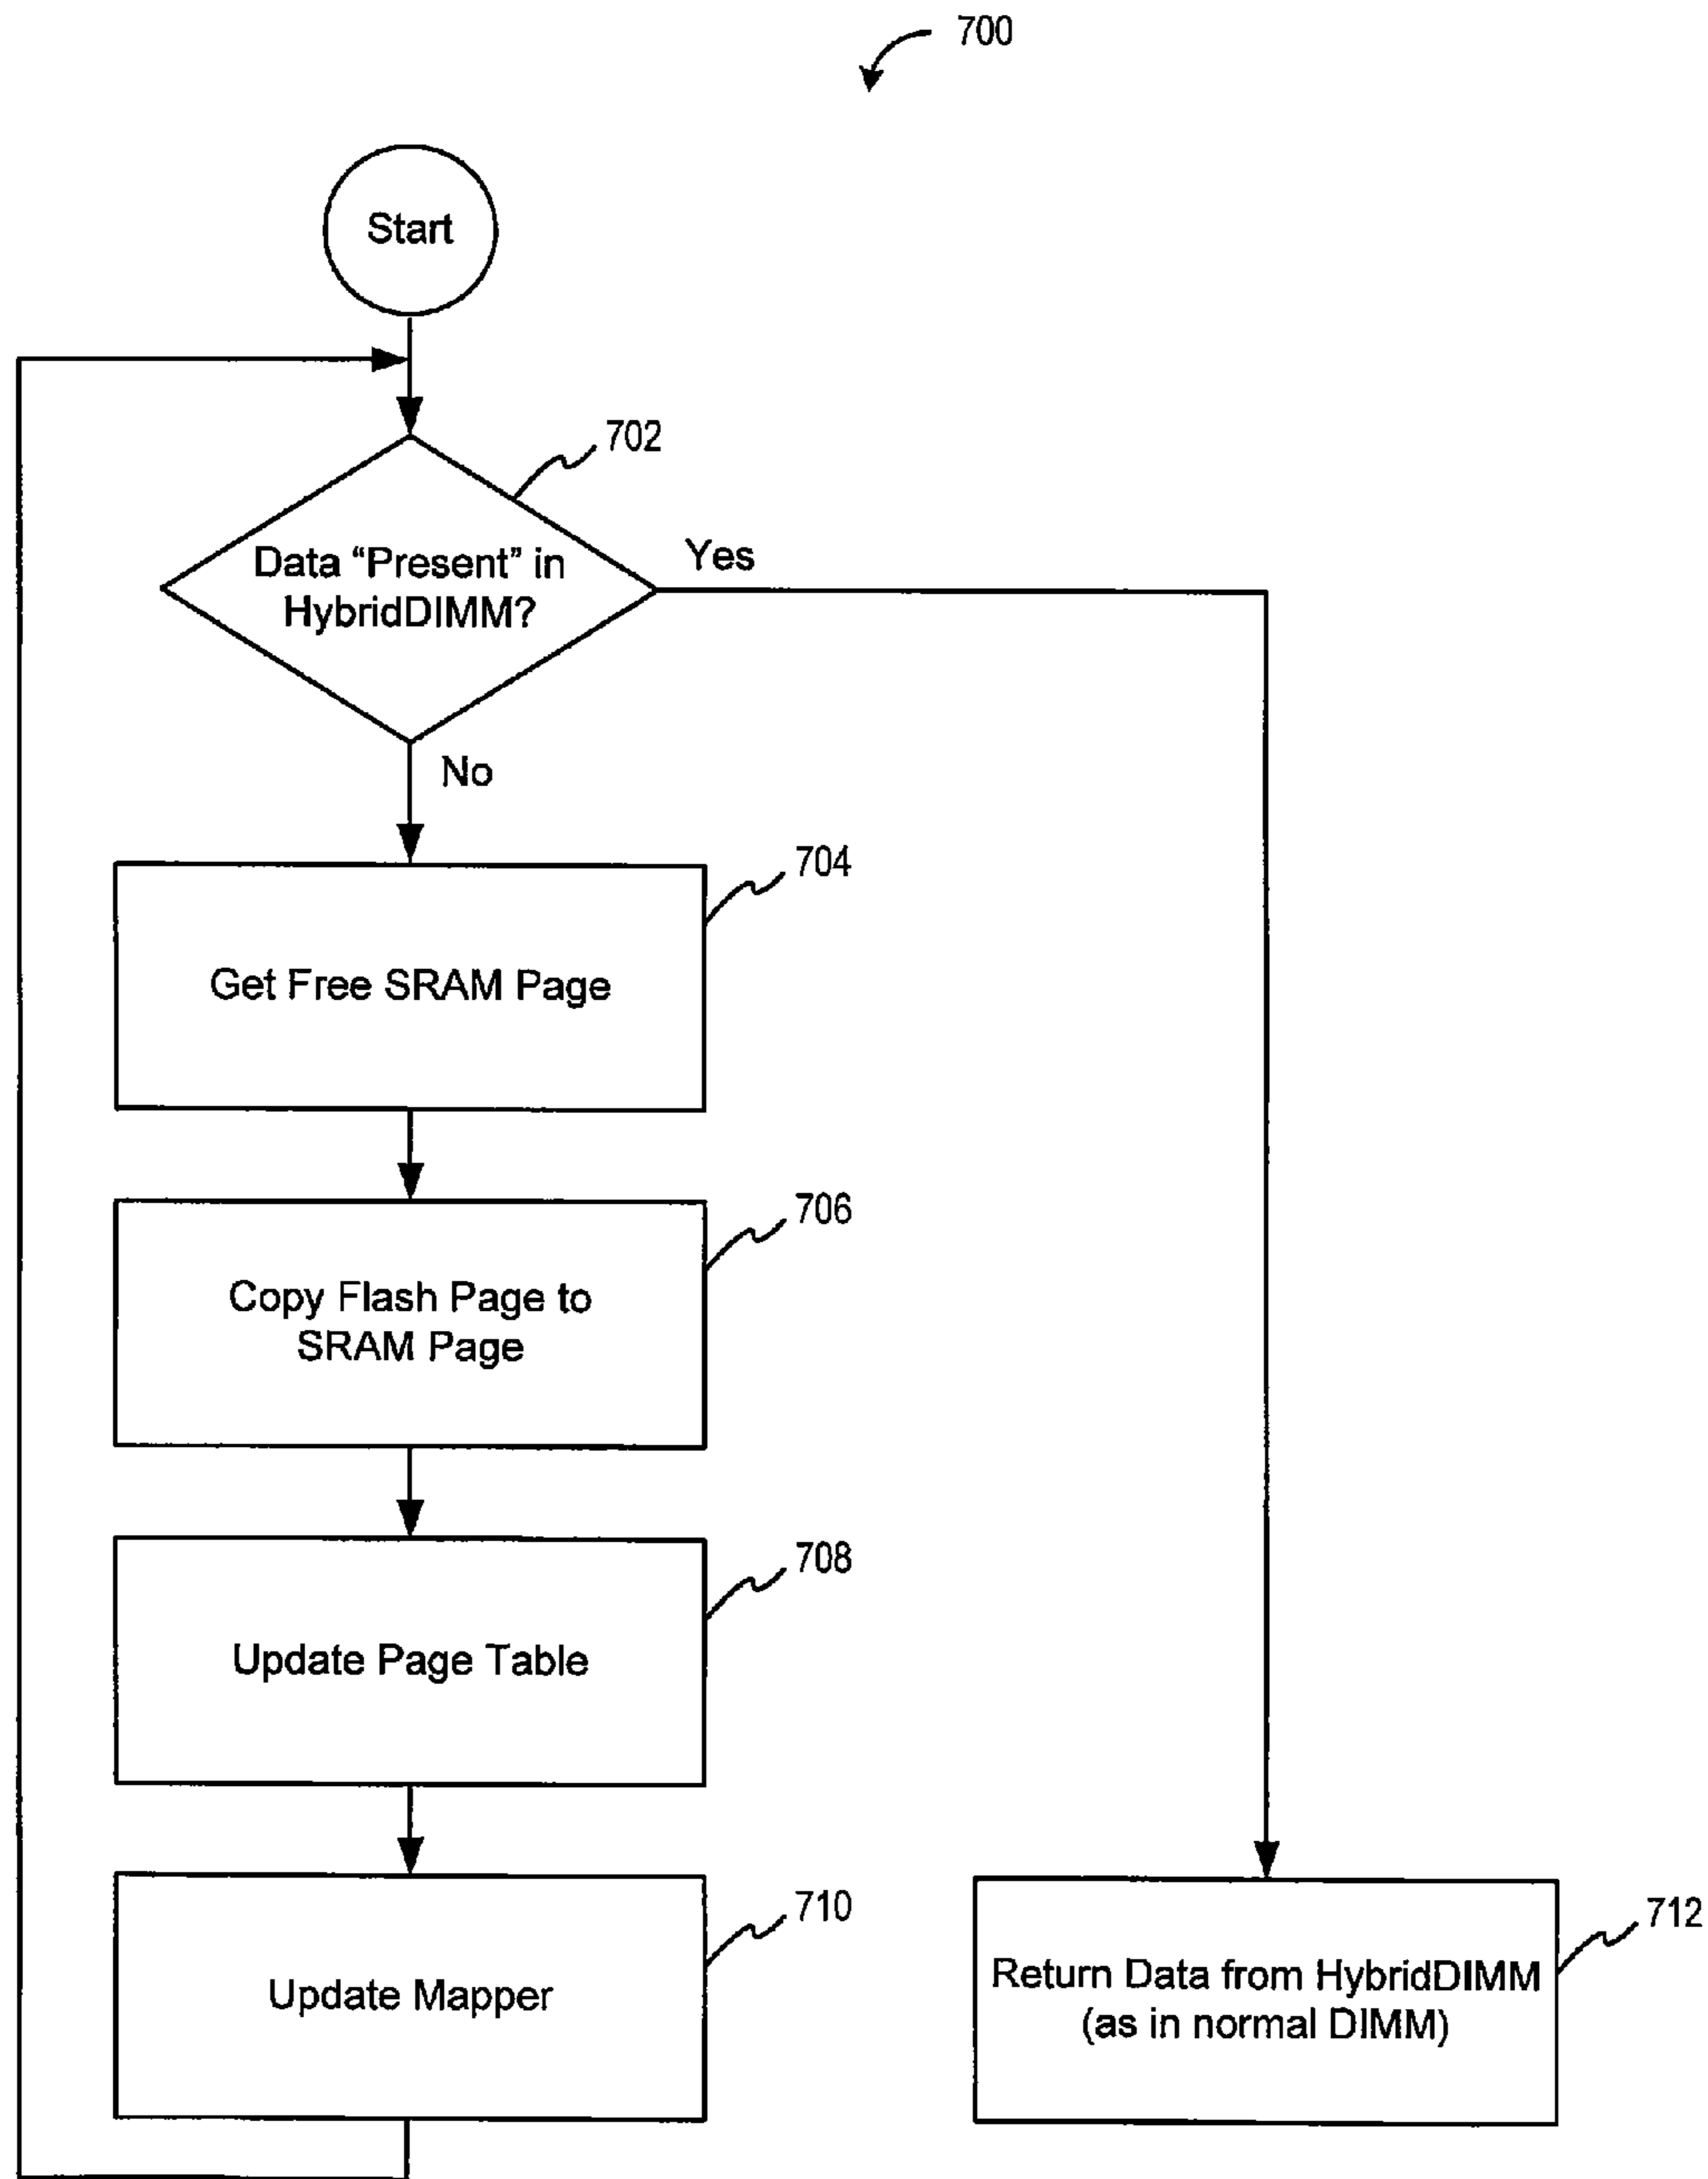 700
Start
702
Data “Present” in
HybridDIMM?
Yes
No
704
Get Free SRAM Page
706
Copy Flash Page to
SRAM Page
708
Update Page Table
710
Update Mapper
712
Return Data from HybridDIMM
(as in normal DIMM)